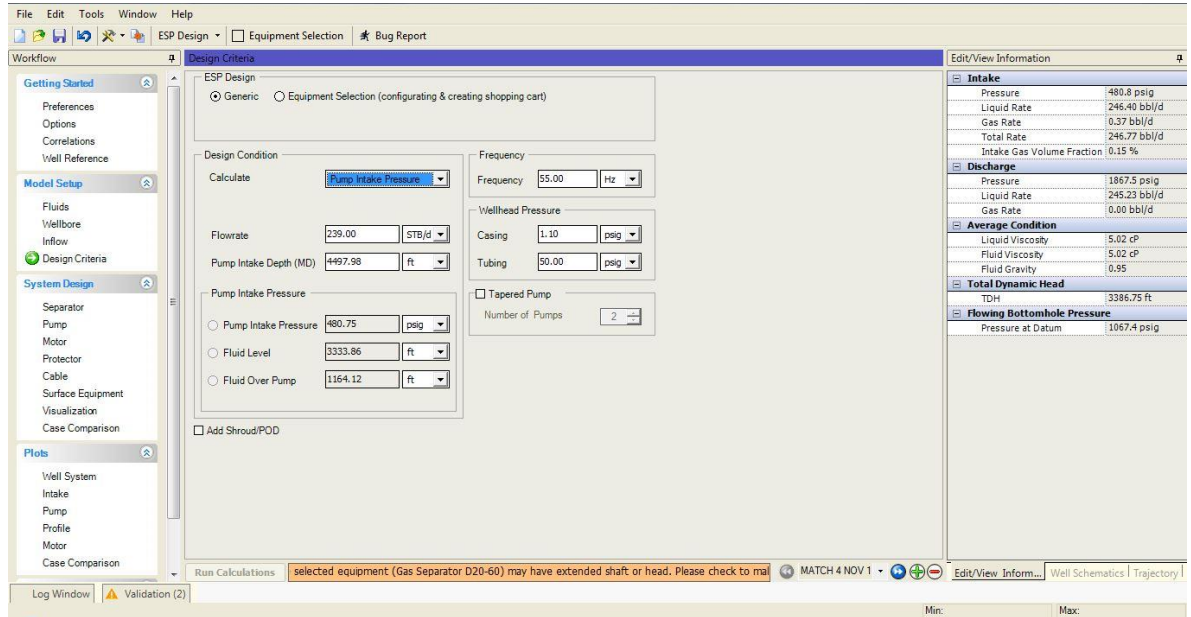 File Edit Tools Window Help
ESP Design Equipment Selection Bug Report
Workflow
Getting Started
Preferences
Options
Correlations
Well Reference
Model Setup
Fluids
Wellbore
Inflow
Design Criteria
System Design
Separator
Pump
Motor
Protector
Cable
Surface Equipment
Visualization
Case Comparison
Plots
Well System
Intake
Pump
Profile
Motor
Case Comparison
Design Criteria
ESP Design
Generic Equipment Selection (configurating & creating shopping cart)
Design Condition
Calculate Pump Intake Pressure
Flowrate 239.00 STB/d
Pump Intake Depth (MD) 4497.98 ft
Pump Intake Pressure
Pump Intake Pressure 480.75 psig
Fluid Level 3333.86 ft
Fluid Over Pump 1164.12 ft
Add Shroud/POD
Frequency
Frequency 55.00 Hz
Wellhead Pressure
Casing 1.10 psig
Tubing 50.00 psig
Tapered Pump
Number of Pumps 2
Edit/View Information
Intake
Pressure 480.8 psig
Liquid Rate 246.40 bbl/d
Gas Rate 0.37 bbl/d
Total Rate 246.77 bbl/d
Intake Gas Volume Fraction 0.15 %
Discharge
Pressure 1867.5 psig
Liquid Rate 245.23 bbl/d
Gas Rate 0.00 bbl/d
Average Condition
Liquid Viscosity 5.02 cP
Fluid Viscosity 5.02 cP
Fluid Gravity 0.95
Total Dynamic Head
TDH 3386.75 ft
Flowing Bottomhole Pressure
Pressure at Datum 1067.4 psig
Run Calculations selected equipment (Gas Separator D20-60) may have extended shaft or head. Please check to mal MATCH 4 NOV 1
Edit/View Inform... Well Schematics Trajectory
Log Window Validation (2)
Min: Max: